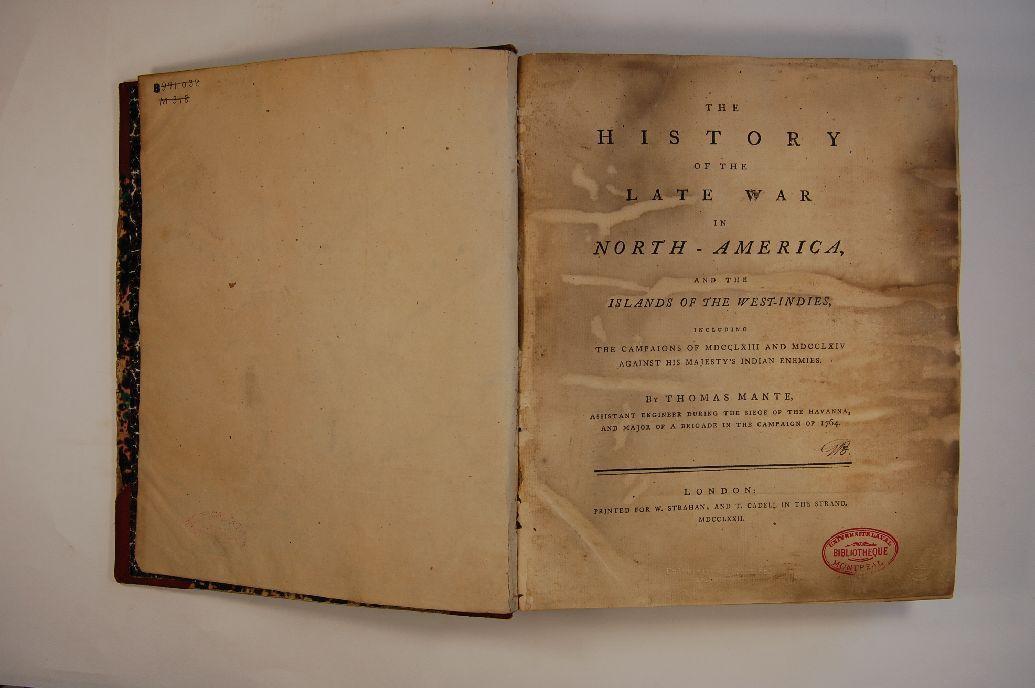 THE
HISTORY
OF THE
LATE WAR
IN
NORTH-AMERICA,
AND THE
ISLANDS OF THE WEST-INDIES,
INCLUDING
THE CAMPAIGNS OF MDCCLXIII AND MDCCLXIV
AGAINST HIS MAJESTY'S INDIAN ENEMIES.
By THOMAS MANTE,
ASSISTANT ENGINEER DURING THE SIEGE OF THE HAVANNA,
AND MAJOR OF A BRIGADE IN THE CAMPAIGN OF 1764.
LONDON:
PRINTED FOR W. STRAHAN; AND T. CADELL IN THE STRAND.
MDCCLXXII.
UNIVERSITE LAVAL
BIBLIOTHEQUE
MONTREAL